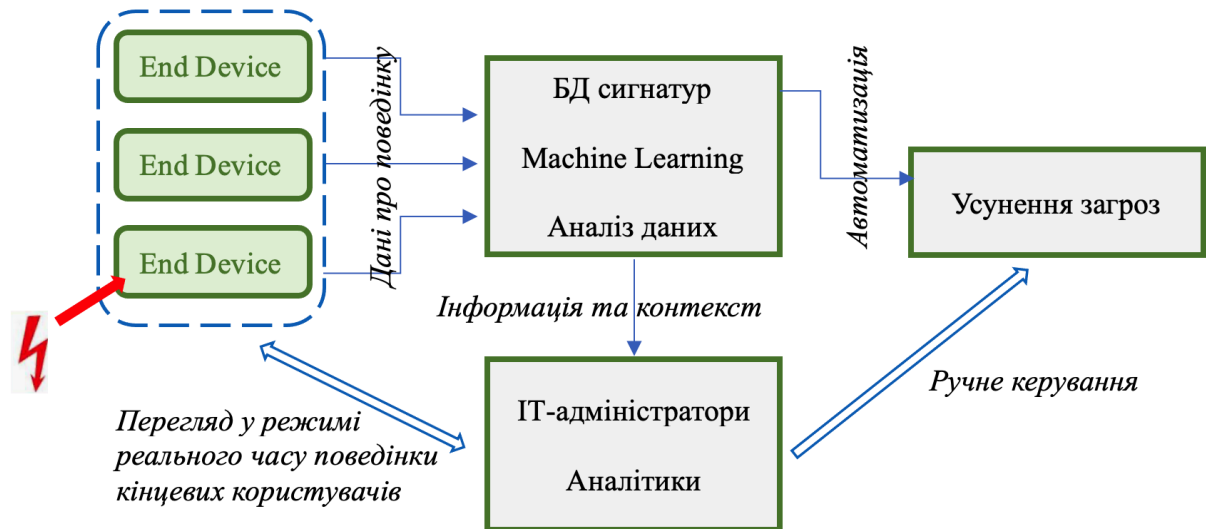 End Device
End Device
End Device
Дані про поведінку
БД сигнатур
Machine Learning
Аналіз даних
Автоматизація
Усунення загроз
Інформація та контекст
ІТ-адміністратори
Аналітики
Ручне керування
Перегляд у режимі
реального часу поведінки
кінцевих користувачів